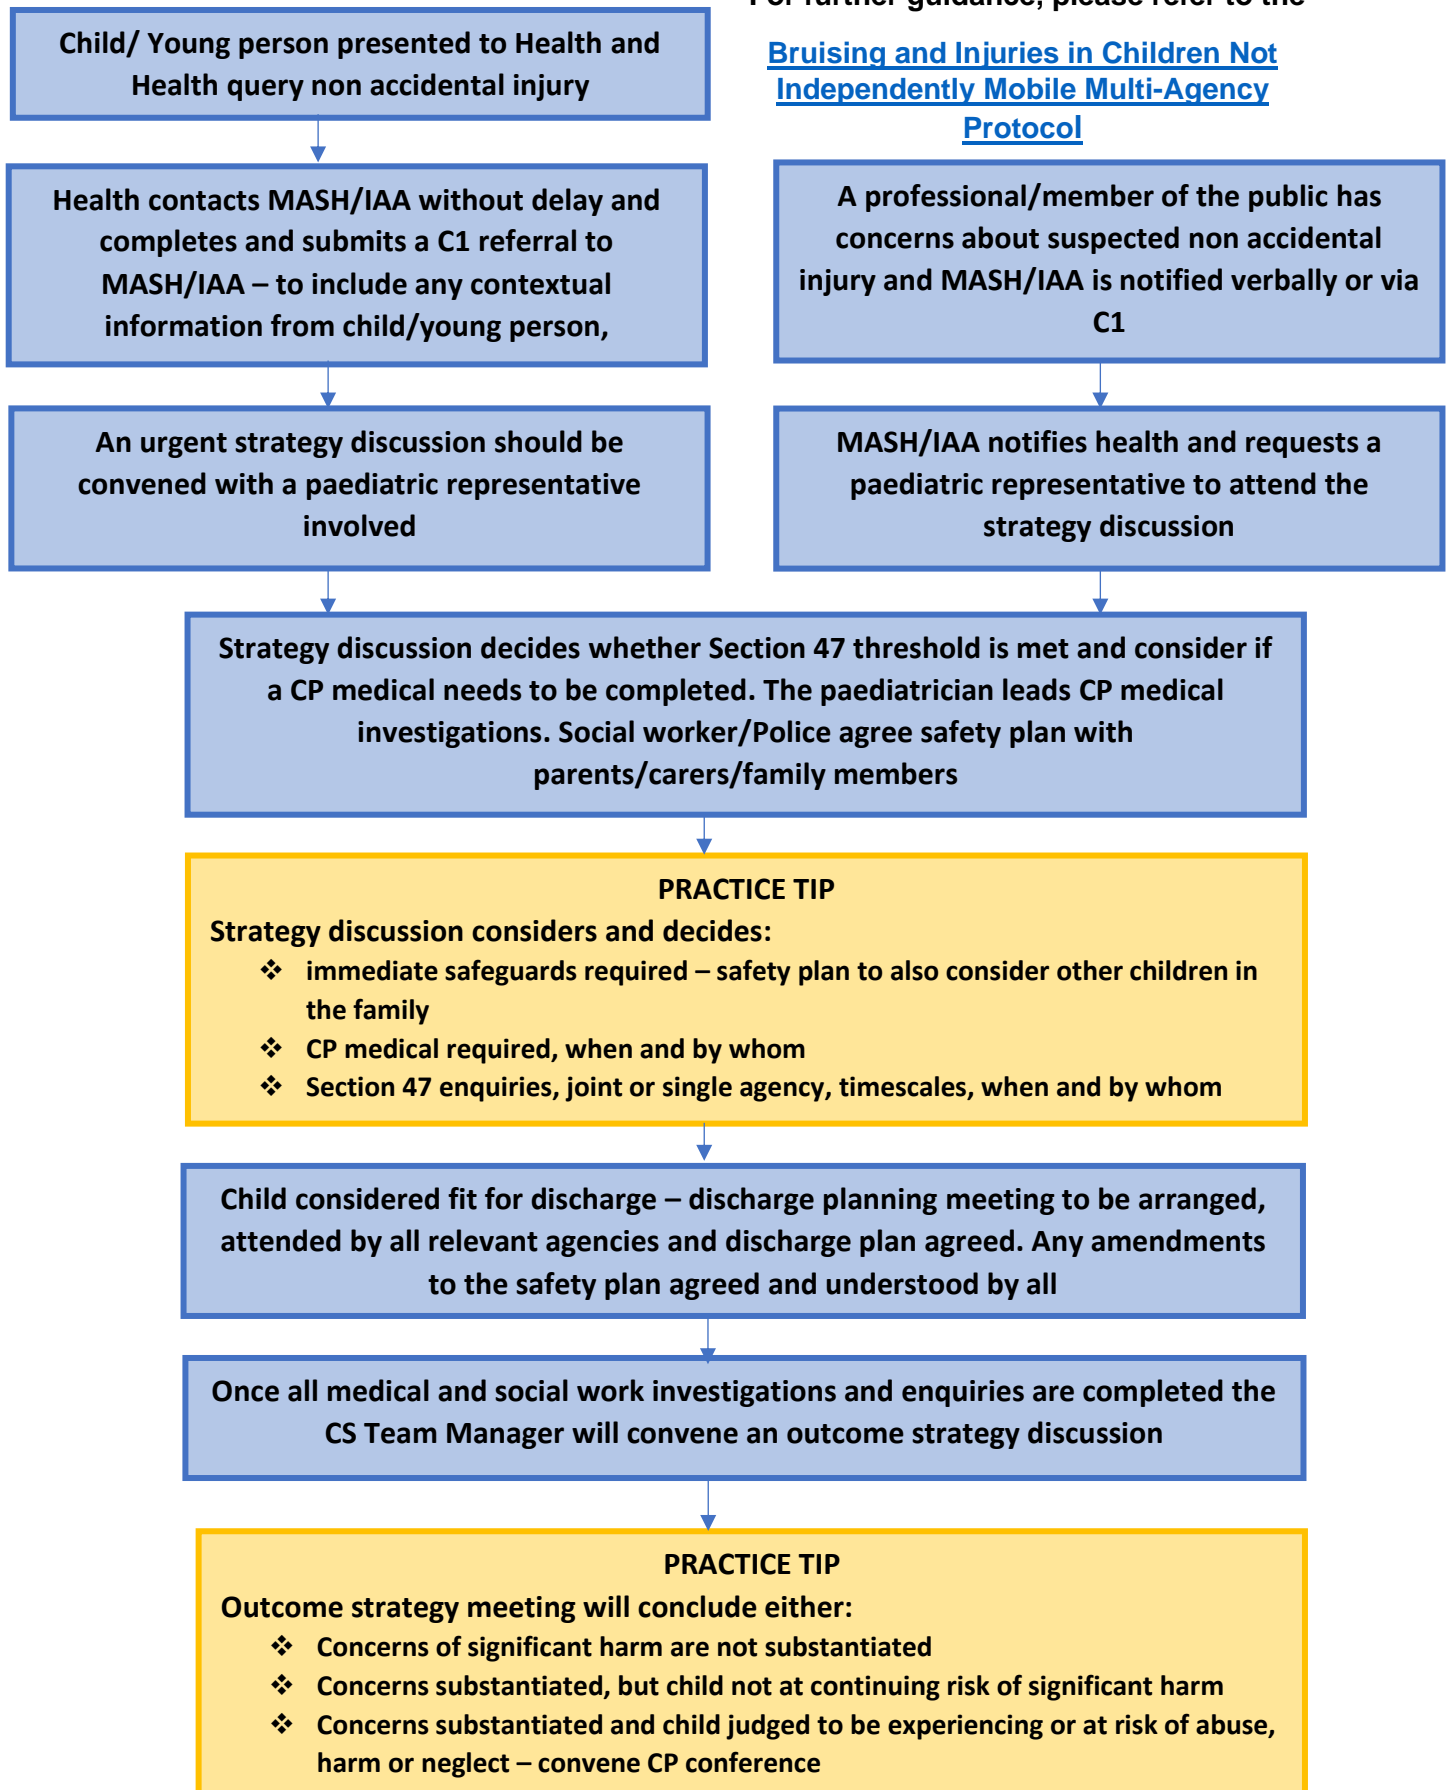 For further guidance, please refer to the
Bruising and Injuries in Children Not
Independently Mobile Multi-Agency
Protocol
Child/ Young person presented to Health and
Health query non accidental injury
Health contacts MASH/IAA without delay and
completes and submits a C1 referral to
MASH/IAA – to include any contextual
information from child/young person,
A professional/member of the public has
concerns about suspected non accidental
injury and MASH/IAA is notified verbally or via
C1
An urgent strategy discussion should be
convened with a paediatric representative
involved
MASH/IAA notifies health and requests a
paediatric representative to attend the
strategy discussion
Strategy discussion decides whether Section 47 threshold is met and consider if
a CP medical needs to be completed. The paediatrician leads CP medical
investigations. Social worker/Police agree safety plan with
parents/carers/family members
PRACTICE TIP
Strategy discussion considers and decides:
❖ immediate safeguards required – safety plan to also consider other children in
the family
❖ CP medical required, when and by whom
❖ Section 47 enquiries, joint or single agency, timescales, when and by whom
Child considered fit for discharge – discharge planning meeting to be arranged,
attended by all relevant agencies and discharge plan agreed. Any amendments
to the safety plan agreed and understood by all
Once all medical and social work investigations and enquiries are completed the
CS Team Manager will convene an outcome strategy discussion
PRACTICE TIP
Outcome strategy meeting will conclude either:
❖ Concerns of significant harm are not substantiated
❖ Concerns substantiated, but child not at continuing risk of significant harm
❖ Concerns substantiated and child judged to be experiencing or at risk of abuse,
harm or neglect – convene CP conference